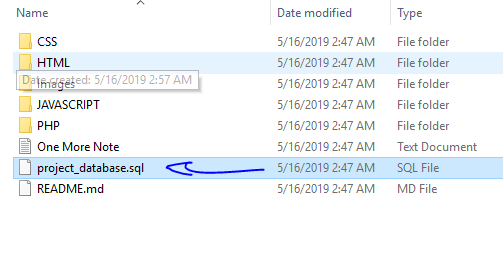 Name Date modified Type
CSS 5/16/2019 2:47 AM File folder
HTML 5/16/2019 2:47 AM File folder
Date created: 5/16/2019 2:57 AM
Images 5/16/2019 2:47 AM File folder
JAVASCRIPT 5/16/2019 2:47 AM File folder
PHP 5/16/2019 2:47 AM File folder
One More Note 5/16/2019 2:47 AM Text Document
project_database.sql 5/16/2019 2:47 AM SQL File
README.md 5/16/2019 2:47 AM MD File